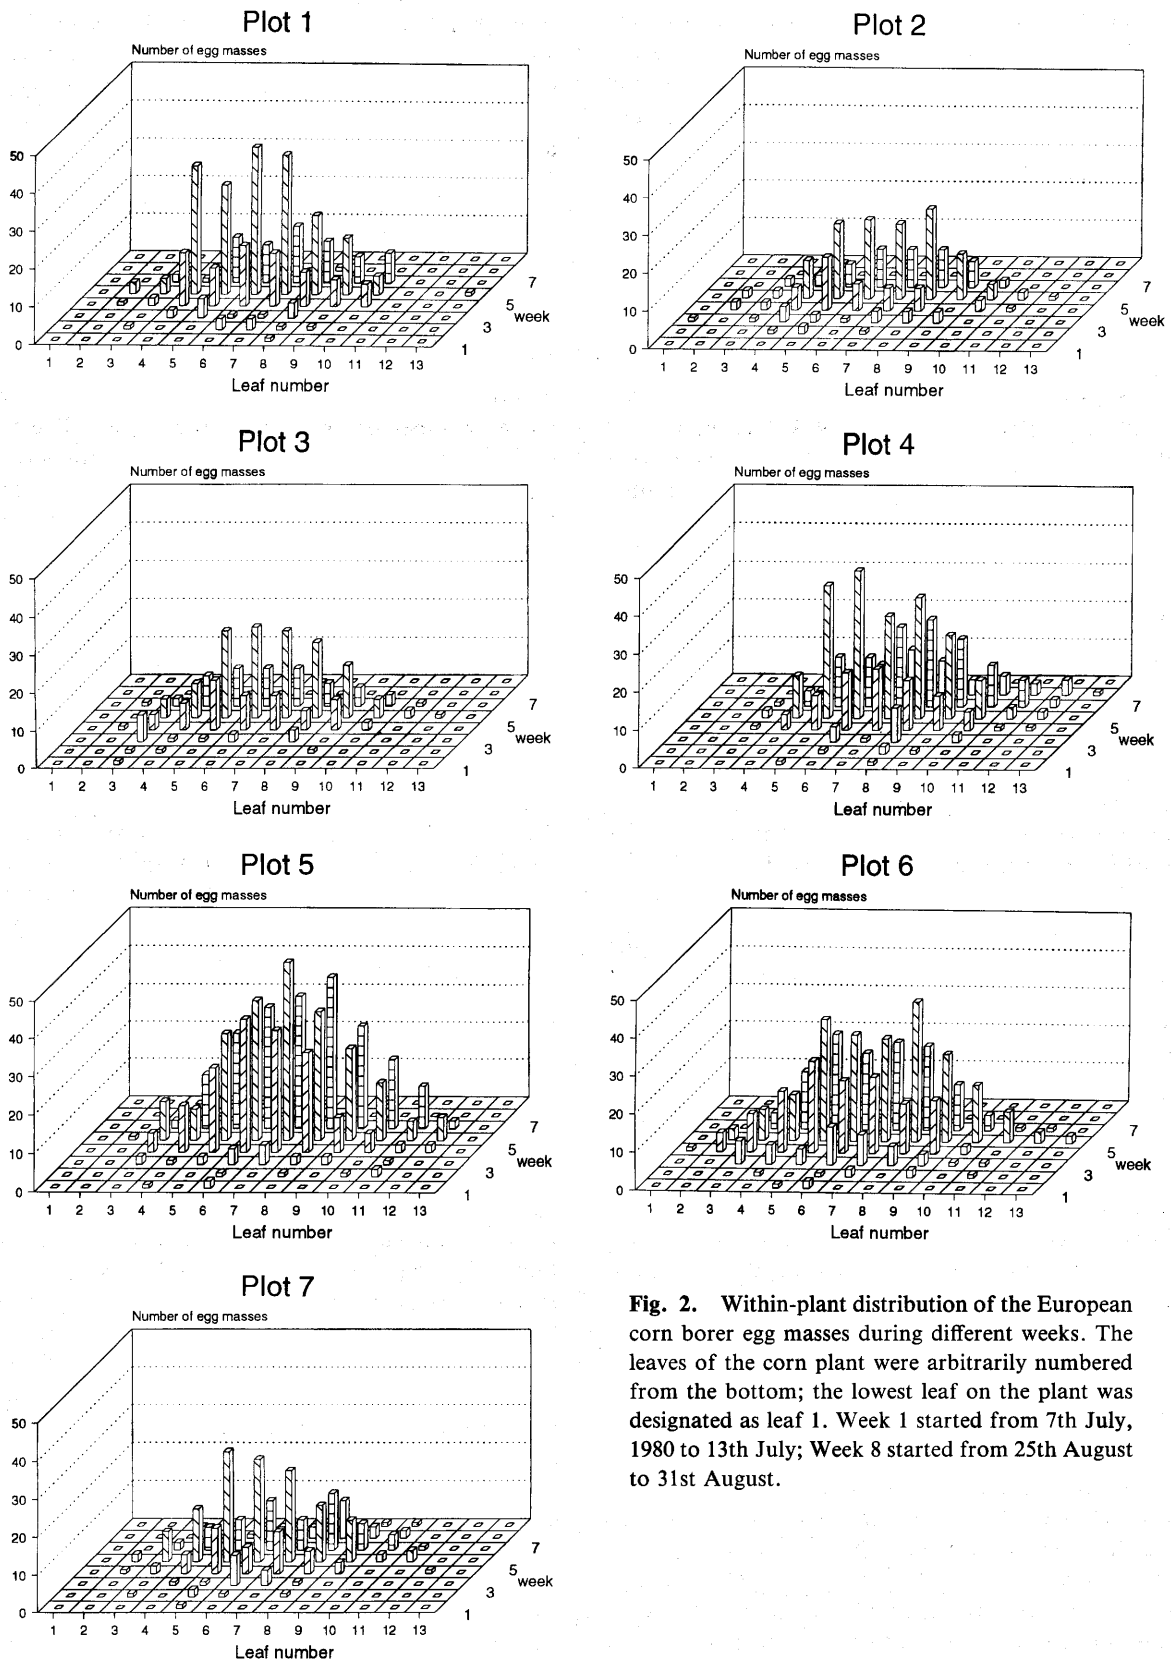 Plot 1
Number of egg masses
50
40
30
20
10
0
1 2 3 4 5 6 7 8 9 10 11 12 13
Leaf number
7
5
3
1
week
Plot 2
Number of egg masses
50
40
30
20
10
0
1 2 3 4 5 6 7 8 9 10 11 12 13
Leaf number
7
5
3
1
week
Plot 3
Number of egg masses
50
40
30
20
10
0
1 2 3 4 5 6 7 8 9 10 11 12 13
Leaf number
7
5
3
1
week
Plot 4
Number of egg masses
50
40
30
20
10
0
1 2 3 4 5 6 7 8 9 10 11 12 13
Leaf number
7
5
3
1
week
Plot 5
Number of egg masses
50
40
30
20
10
0
1 2 3 4 5 6 7 8 9 10 11 12 13
Leaf number
7
5
3
1
week
Plot 6
Number of egg masses
50
40
30
20
10
0
1 2 3 4 5 6 7 8 9 10 11 12 13
Leaf number
7
5
3
1
week
Plot 7
Number of egg masses
50
40
30
20
10
0
1 2 3 4 5 6 7 8 9 10 11 12 13
Leaf number
7
5
3
1
week
Fig. 2. Within-plant distribution of the European
corn borer egg masses during different weeks. The
leaves of the corn plant were arbitrarily numbered
from the bottom; the lowest leaf on the plant was
designated as leaf 1. Week 1 started from 7th July,
1980 to 13th July; Week 8 started from 25th August
to 31st August.